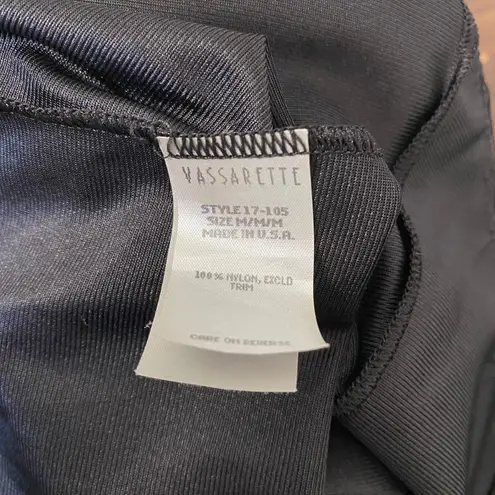 VASSARETTE
STYLE 17-105
SIZE M/M/M
MADE IN U.S.A.
100% NYLON, EXCLD
TRIM
CARE ON REVERSE